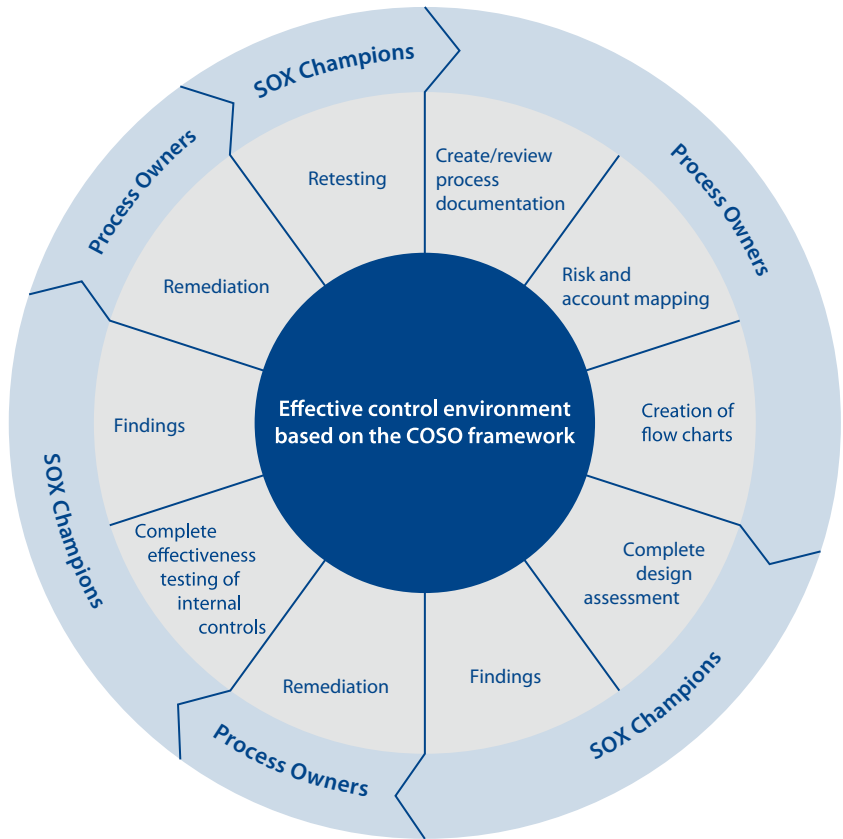 SOX Champions
Process Owners
SOX Champions
Process Owners
SOX Champions
Process Owners
Create/review
process
documentation
Risk and
account mapping
Creation of
flow charts
Complete
design
assessment
Findings
Remediation
Complete
effectiveness
testing of
internal
controls
Findings
Remediation
Retesting
Effective control environment
based on the COSO framework